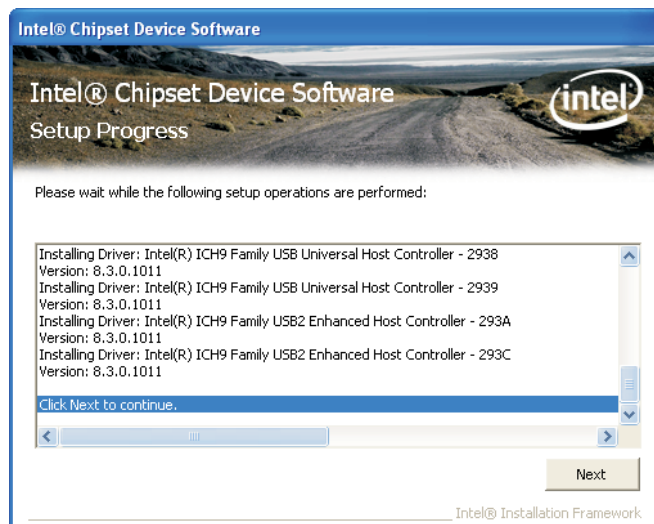 Intel® Chipset Device Software
Intel® Chipset Device Software
intel
Setup Progress
Please wait while the following setup operations are performed:
Installing Driver: Intel(R) ICH9 Family USB Universal Host Controller - 2938
Version: 8.3.0.1011
Installing Driver: Intel(R) ICH9 Family USB Universal Host Controller - 2939
Version: 8.3.0.1011
Installing Driver: Intel(R) ICH9 Family USB2 Enhanced Host Controller - 293A
Version: 8.3.0.1011
Installing Driver: Intel(R) ICH9 Family USB2 Enhanced Host Controller - 293C
Version: 8.3.0.1011
Click Next to continue.
Next
Intel® Installation Framework